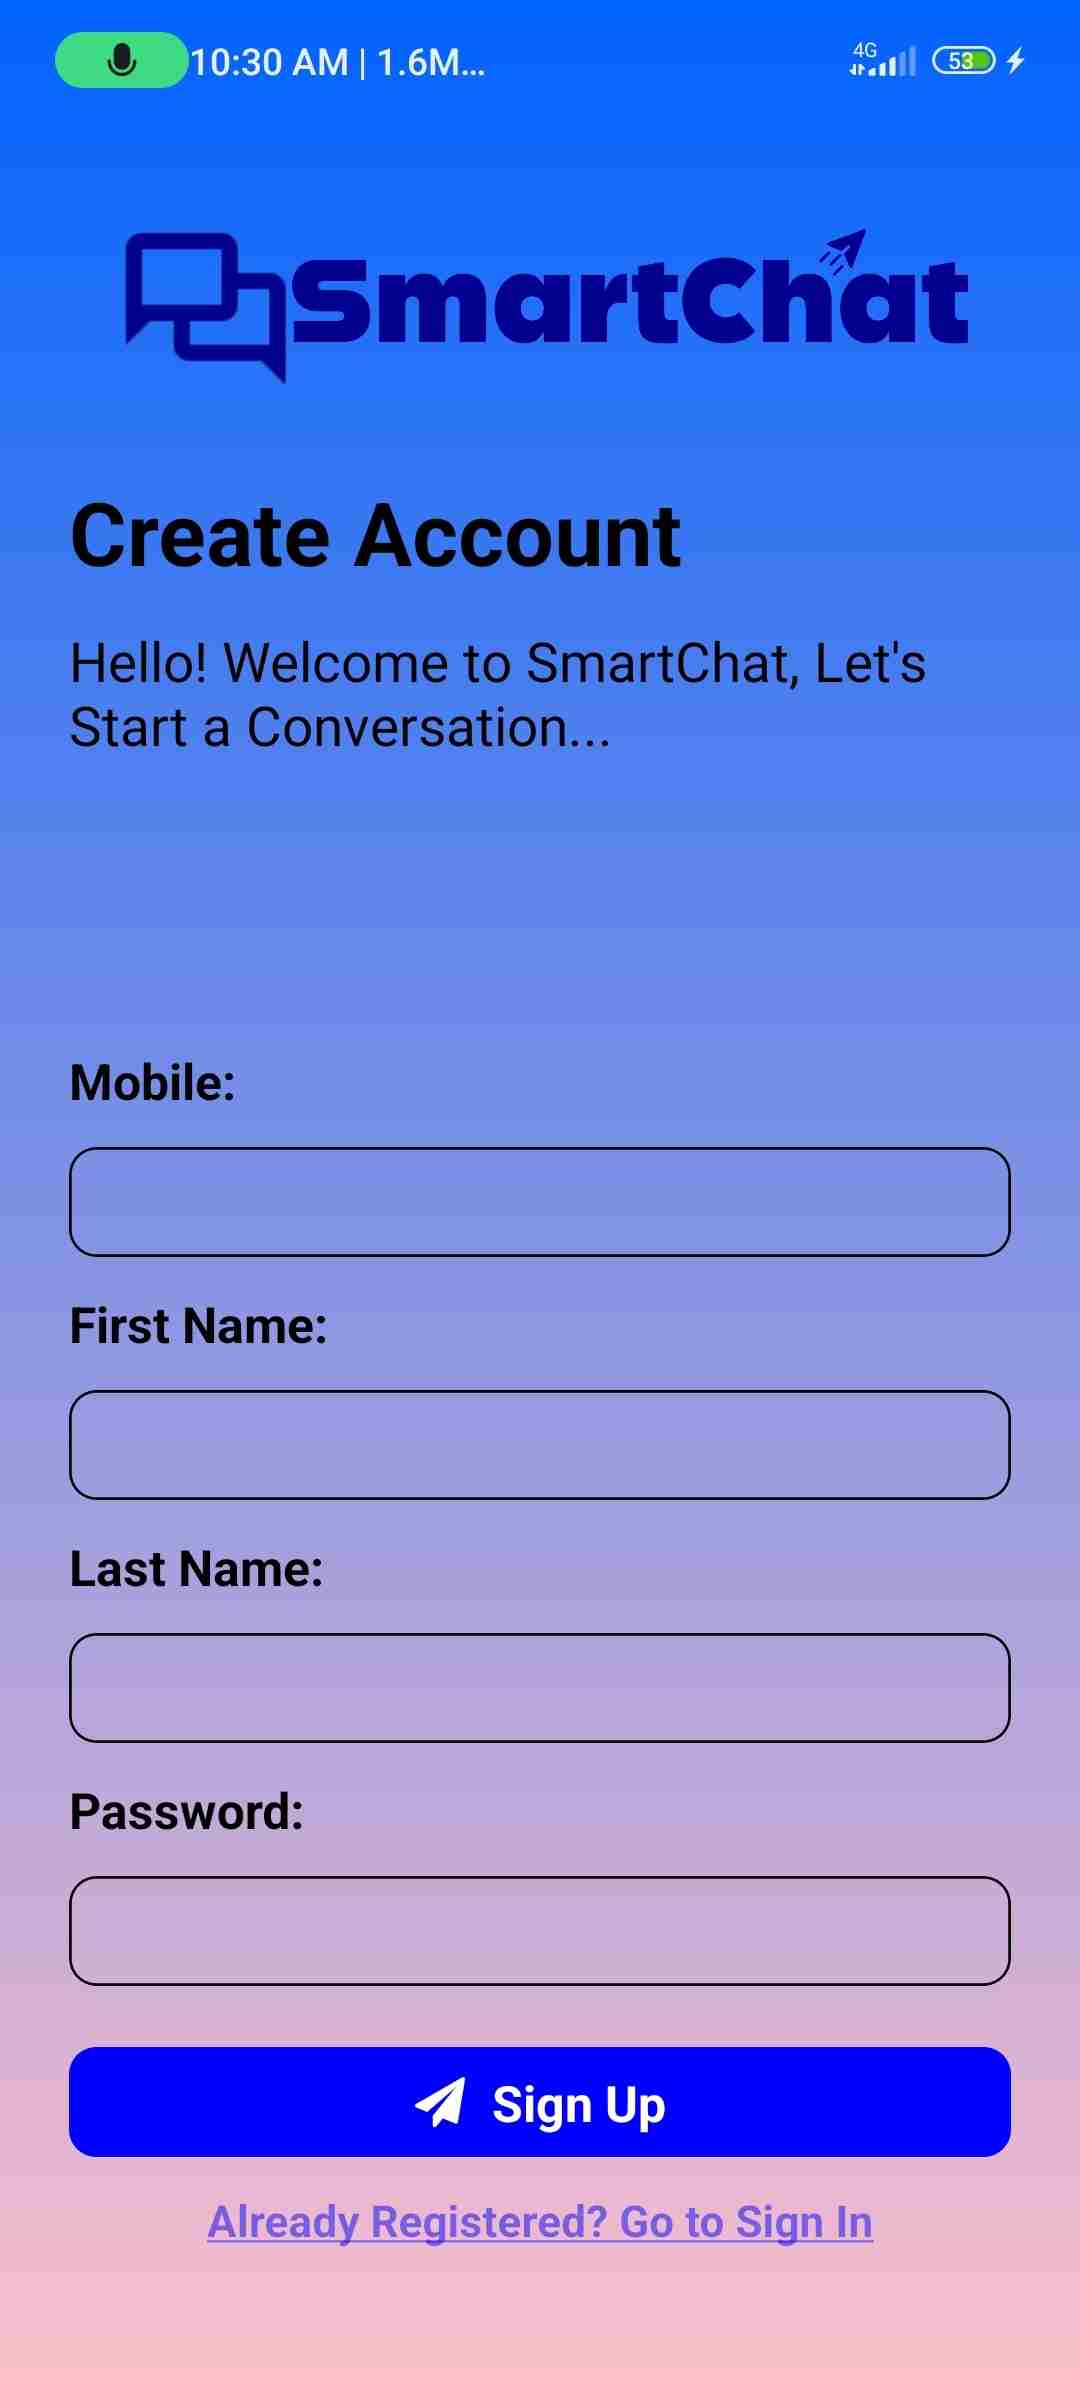 10:30 AM | 1.6M...
4G
53
SmartChat
Create Account
Hello! Welcome to SmartChat, Let's
Start a Conversation...
Mobile:
First Name:
Last Name:
Password:
Sign Up
Already Registered? Go to Sign In